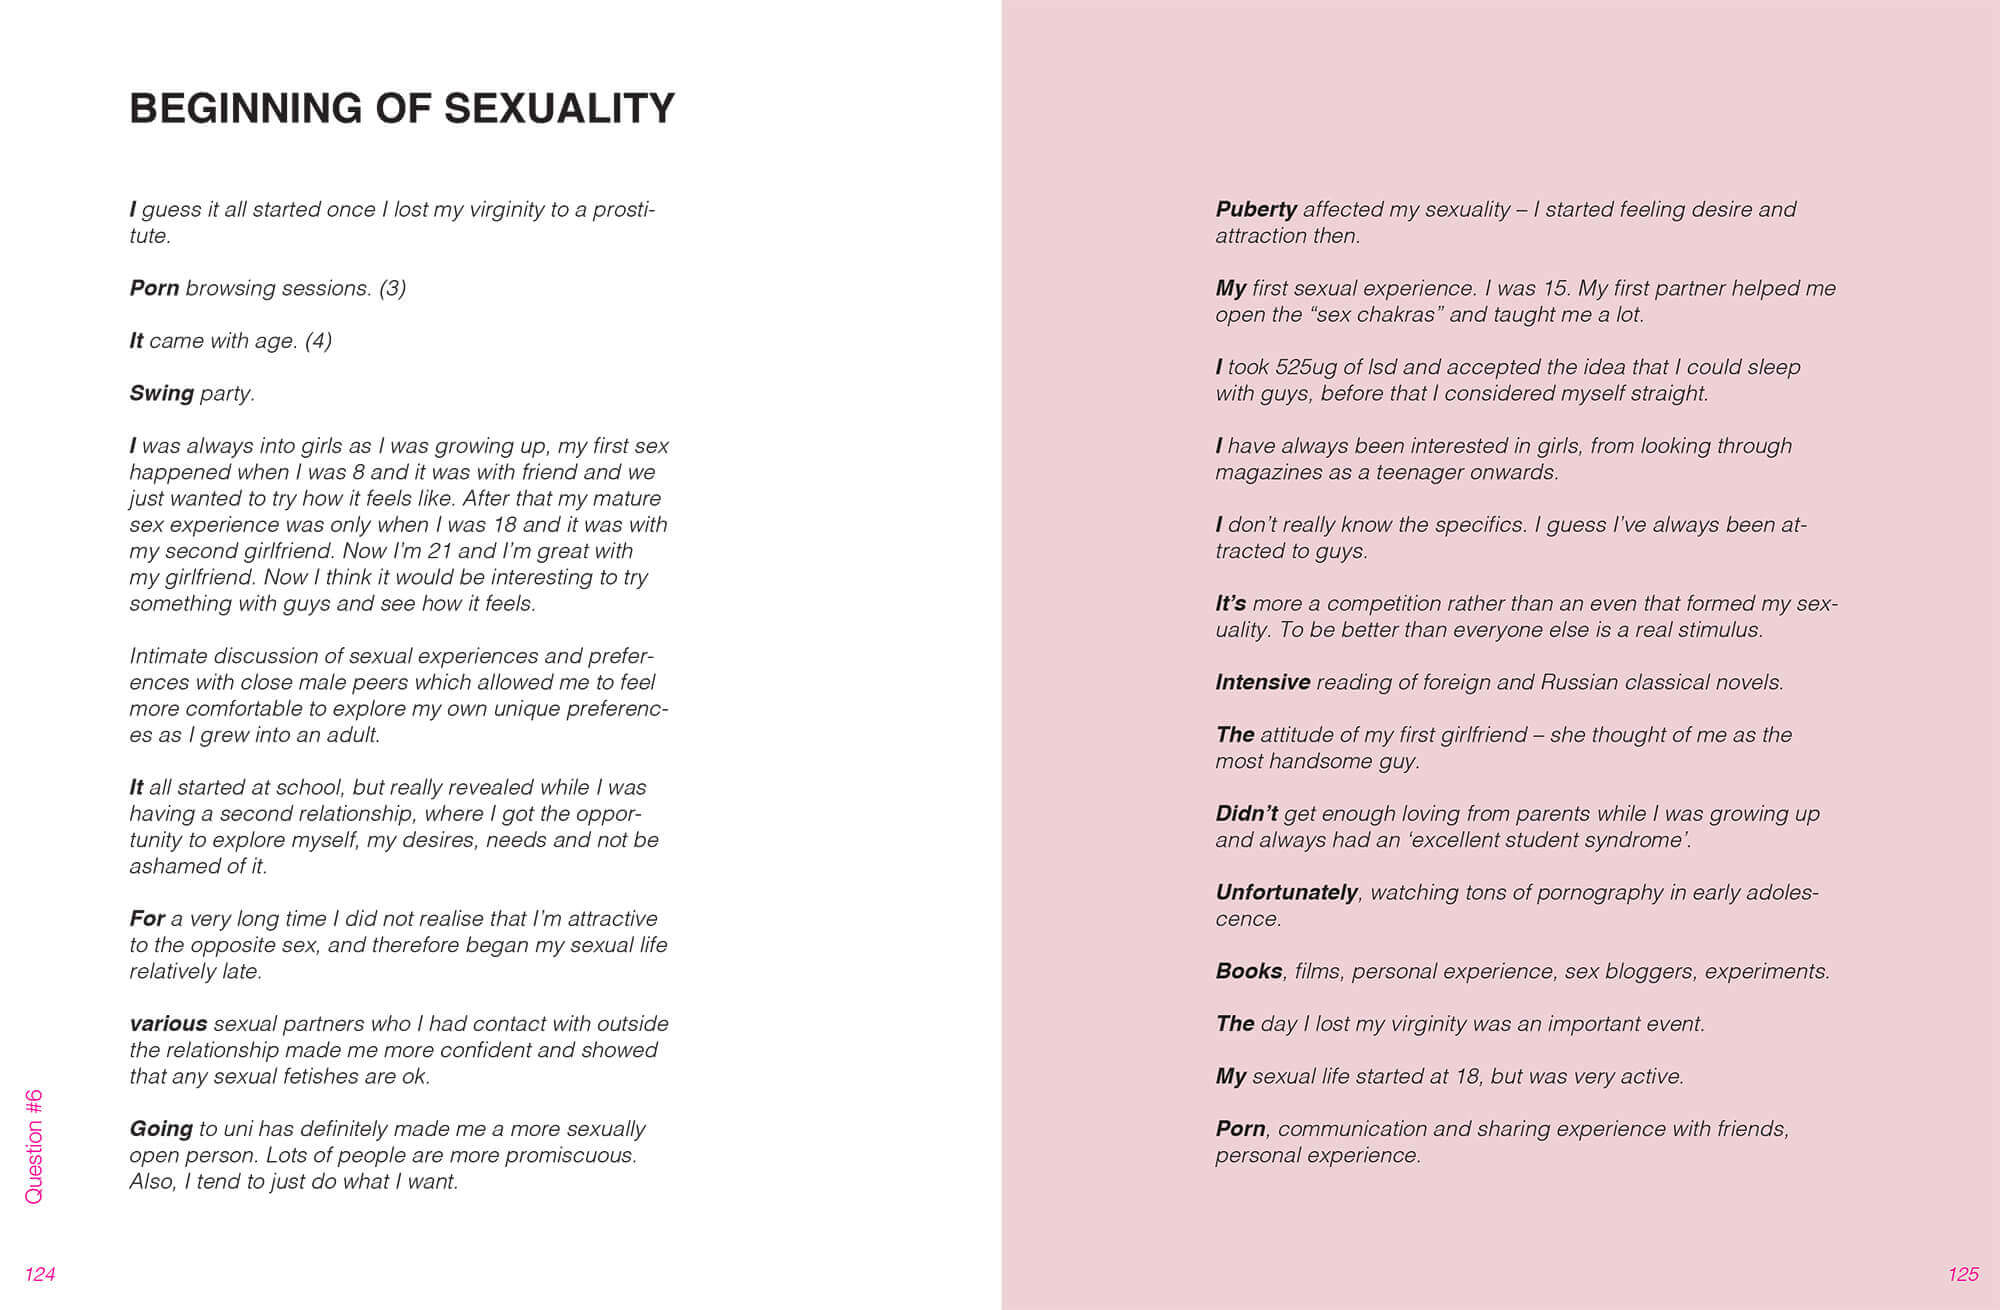 BEGINNING OF SEXUALITY
I guess it all started once I lost my virginity to a prosti-
tute.
Porn browsing sessions. (3)
It came with age. (4)
Swing party.
I was always into girls as I was growing up, my first sex
happened when I was 8 and it was with friend and we
just wanted to try how it feels like. After that my mature
sex experience was only when I was 18 and it was with
my second girlfriend. Now I'm 21 and I'm great with
my girlfriend. Now I think it would be interesting to try
something with guys and see how it feels.
Intimate discussion of sexual experiences and prefer-
ences with close male peers which allowed me to feel
more comfortable to explore my own unique preferenc-
es as I grew into an adult.
It all started at school, but really revealed while I was
having a second relationship, where I got the oppor-
tunity to explore myself, my desires, needs and not be
ashamed of it.
For a very long time I did not realise that I'm attractive
to the opposite sex, and therefore began my sexual life
relatively late.
various sexual partners who I had contact with outside
the relationship made me more confident and showed
that any sexual fetishes are ok.
Going to uni has definitely made me a more sexually
open person. Lots of people are more promiscuous.
Also, I tend to just do what I want.
Question #6
124
Puberty affected my sexuality – I started feeling desire and
attraction then.
My first sexual experience. I was 15. My first partner helped me
open the “sex chakras” and taught me a lot.
I took 525ug of lsd and accepted the idea that I could sleep
with guys, before that I considered myself straight.
I have always been interested in girls, from looking through
magazines as a teenager onwards.
I don’t really know the specifics. I guess I’ve always been at-
tracted to guys.
It’s more a competition rather than an even that formed my sex-
uality. To be better than everyone else is a real stimulus.
Intensive reading of foreign and Russian classical novels.
The attitude of my first girlfriend – she thought of me as the
most handsome guy.
Didn’t get enough loving from parents while I was growing up
and always had an ‘excellent student syndrome’.
Unfortunately, watching tons of pornography in early adoles-
cence.
Books, films, personal experience, sex bloggers, experiments.
The day I lost my virginity was an important event.
My sexual life started at 18, but was very active.
Porn, communication and sharing experience with friends,
personal experience.
125